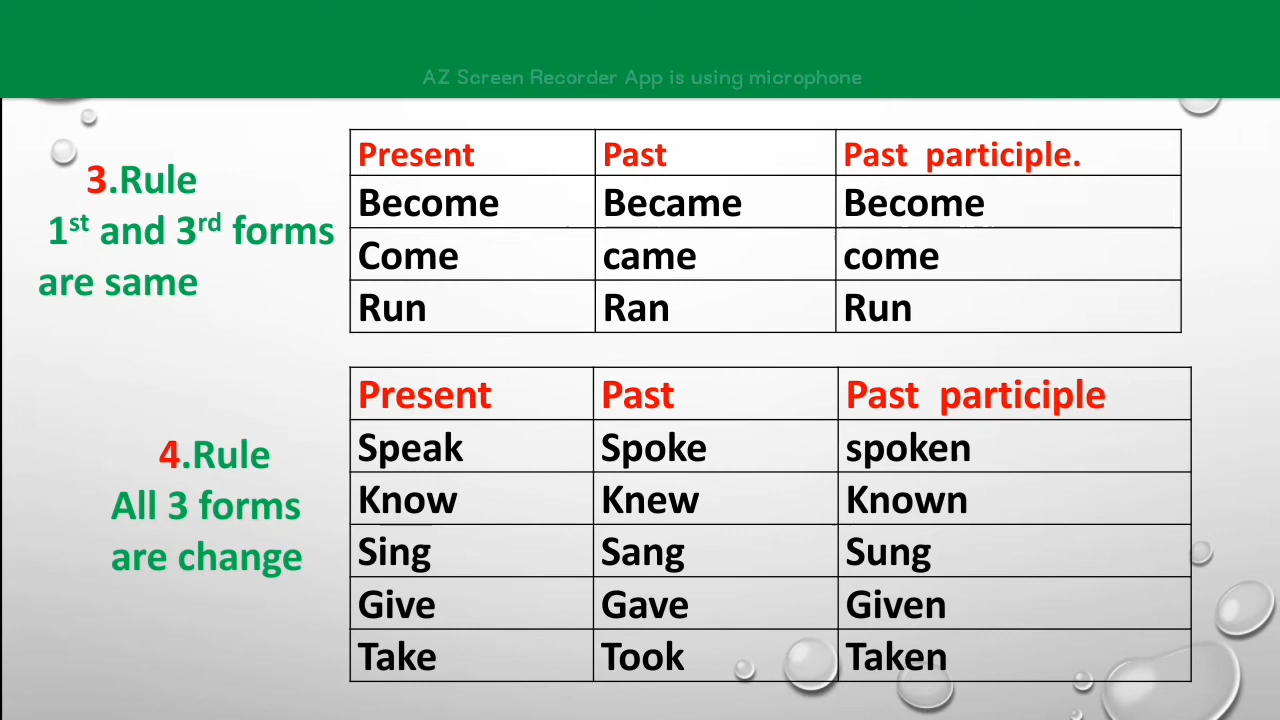 AZ Screen Recorder App is using microphone
3.Rule
1st and 3rd forms
are same
Present Past Past participle.
Become Became Become
Come came come
Run Ran Run
4.Rule
All 3 forms
are change
Present Past Past participle
Speak Spoke spoken
Know Knew Known
Sing Sang Sung
Give Gave Given
Take Took Taken